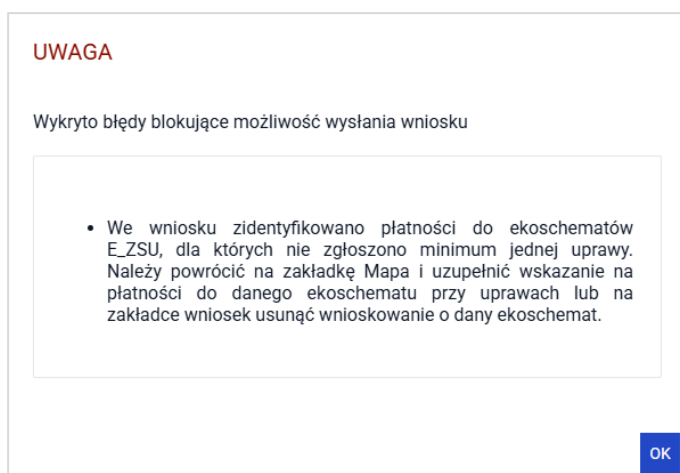 UWAGA
Wykryto błędy blokujące możliwość wysłania wniosku
• We wniosku zidentyfikowano płatności do ekoschematów
E_ZSU, dla których nie zgłoszono minimum jednej uprawy.
Należy powrócić na zakładkę Mapa i uzupełnić wskazanie na
płatności do danego ekoschematu przy uprawach lub na
zakładce wniosek usunąć wnioskowanie o dany ekoschemat.
OK